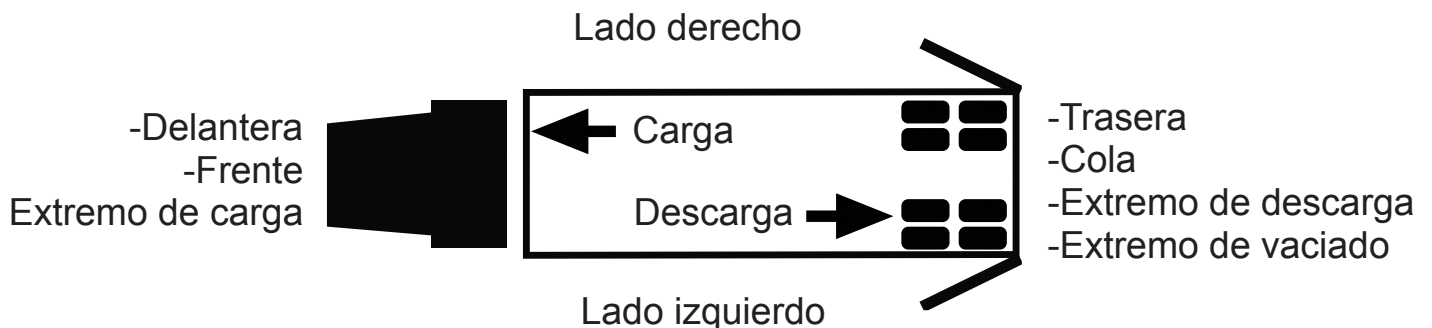 Lado derecho
-Delantera
-Frente
Extremo de carga
Carga
Descarga
-Trasera
-Cola
-Extremo de descarga
-Extremo de vaciado
Lado izquierdo